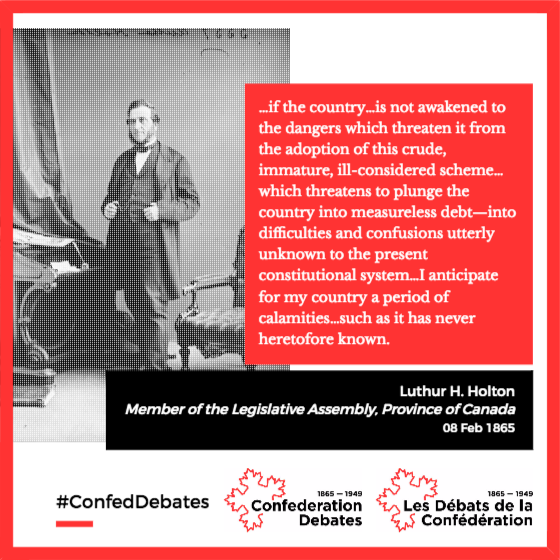 ...if the country...is not awakened to
the dangers which threaten it from
the adoption of this crude,
immature, ill-considered scheme...
which threatens to plunge the
country into measureless debt—into
difficulties and confusions utterly
unknown to the present
constitutional system...I anticipate
for my country a period of
calamities...such as it has never
heretofore known.
Luthur H. Holton
Member of the Legislative Assembly, Province of Canada
08 Feb 1865
#ConfedDebates
1865 — 1949
Confederation
Debates
1865 — 1949
Les Débats de la
Confédération